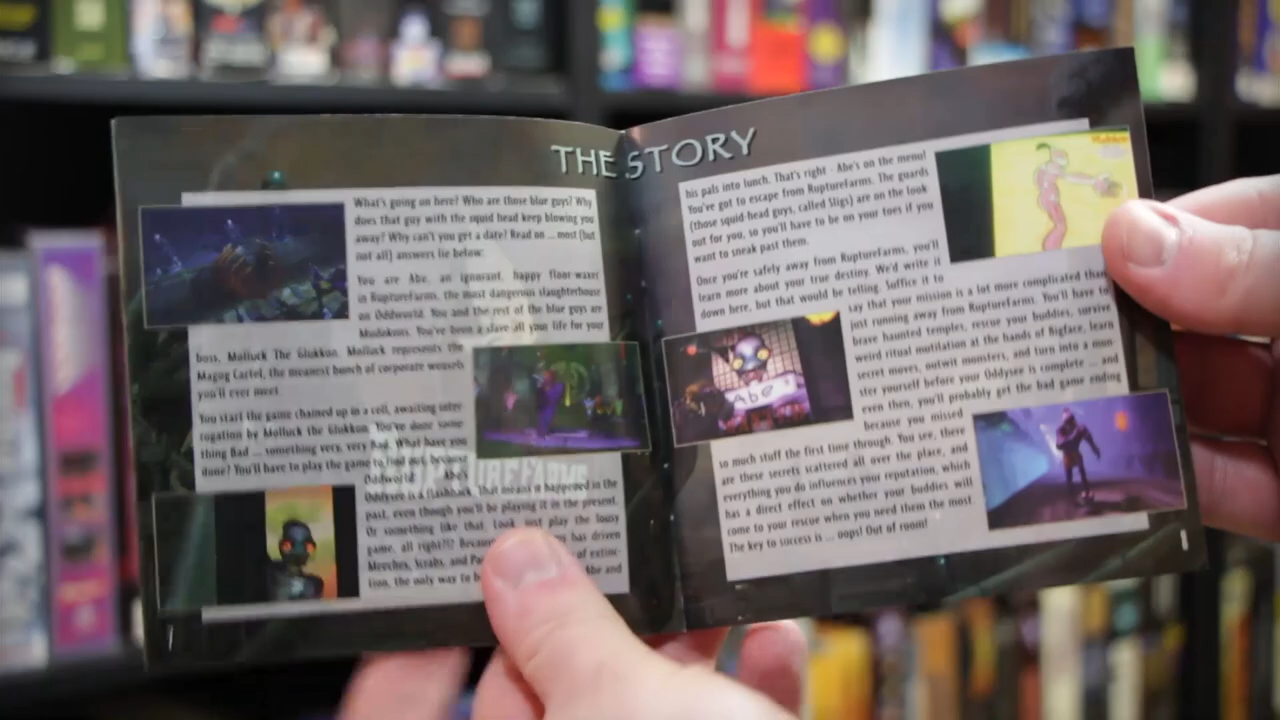 THE STORY
What's going on here? Who are those blue guys? Why
does that guy with the squid head keep blowing you
away? Why can't you get a date? Read on ... most (but
not all) answers lie below:
You are Abe, an ignorant, happy floor-waxer
in RuptureFarms, the most dangerous slaughterhouse
on Oddworld. You and the rest of the blue guys are
Mudokons. You've been a slave all your life for your
boss, Molluck The Glukkon. Molluck represents the
Magog Cartel, the meanest bunch of corporate weasels
you'll ever meet.
You start the game chained up in a cell, awaiting inter-
rogation by Molluck the Glukkon. You've done some-
thing Bad ... something very, very Bad. What have you
done? You'll have to play the game to find out, because
Oddworld: Abe's
Oddysee is a flashback. That means it happened in the
past, even though you'll be playing it in the present.
Or something like that. Look, just play the lousy
game, all right?!? Because has driven
Meeches, Scrabs, and of extinc-
tion, the only way to Abe and
his pals into lunch. That's right - Abe's on the menu!
You've got to escape from RuptureFarms. The guards
(those squid-head guys, called Sligs) are on the look
out for you, so you'll have to be on your toes if you
want to sneak past them.
Once you're safely away from RuptureFarms, you'll
learn more about your true destiny. We'd write it
down here, but that would be telling. Suffice it to
say that your mission is a lot more complicated than
just running away from RuptureFarms. You'll have to
brave haunted temples, rescue your buddies, survive
weird ritual mutilation at the hands of bigface, learn
secret moves, outwit monsters, and turn into a mon-
ster yourself before your Oddysee is complete ... and
even then, you'll probably get the bad game ending
because you missed
so much stuff the first time through. You see, there
are these secrets scattered all over the place, and
everything you do influences your reputation, which
has a direct effect on whether your buddies will
come to your rescue when you need them the most.
The key to success is ... oops! Out of room!
Abe
RUPTUREFARMS
1